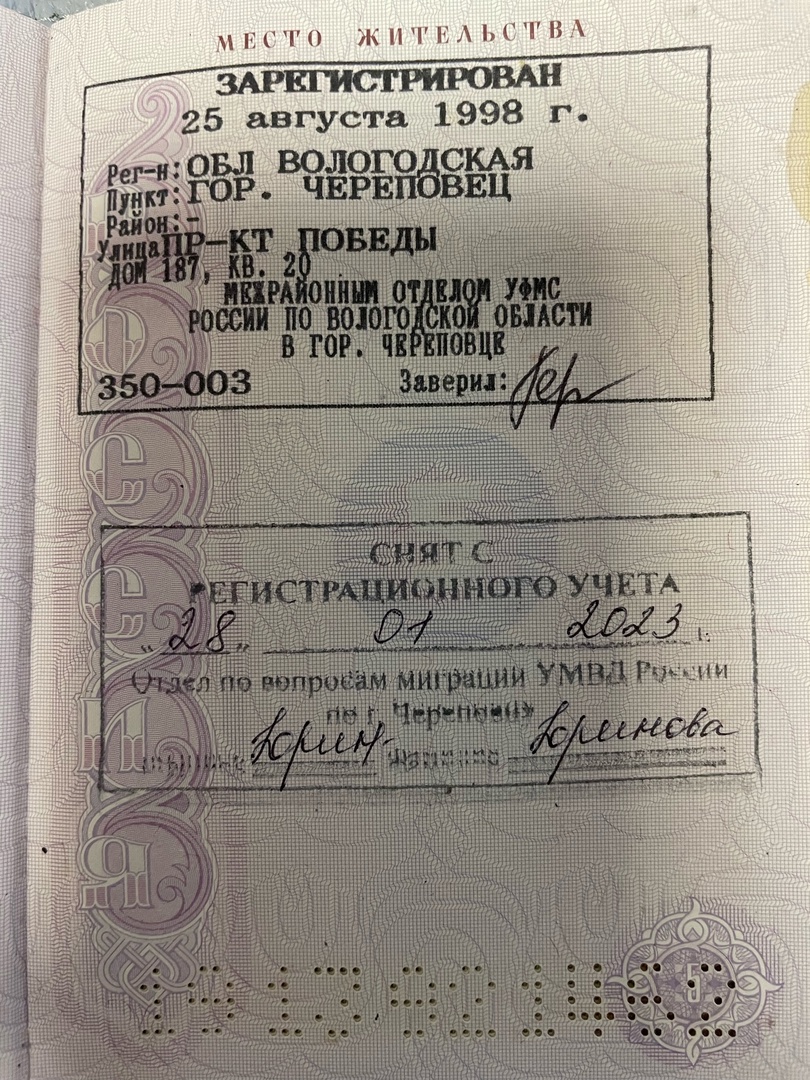 МЕСТО ЖИТЕЛЬСТВА
ЗАРЕГИСТРИРОВАН
25 августа 1998 г.
Рег-н: ОБЛ ВОЛОГОДСКАЯ
Пункт: ГОР. ЧЕРЕПОВЕЦ
Район: -
Улица ПР-КТ ПОБЕДЫ
ДОМ 187, КВ. 20
МЕЖРАЙОННЫМ ОТДЕЛОМ УФМС
РОССИИ ПО ВОЛОГОДСКОЙ ОБЛАСТИ
В ГОР. ЧЕРЕПОВЦЕ
350-003 Заверил:
СНЯТ С
РЕГИСТРАЦИОННОГО УЧЕТА
"28" 01 2023 г.
Отдел по вопросам миграции УМВД России
по г. Череповцу
Юринова
5